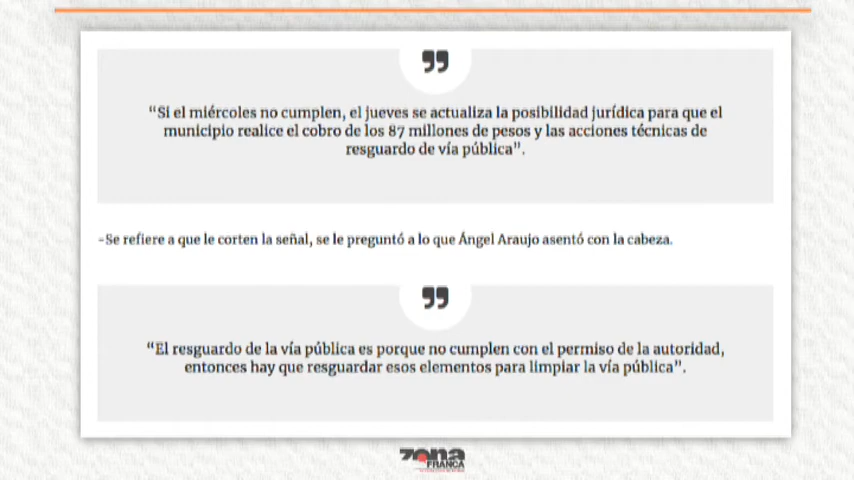 “Si el miércoles no cumplen, el jueves se actualiza la posibilidad jurídica para que el
municipio realice el cobro de los 87 millones de pesos y las acciones técnicas de
resguardo de vía pública”.
-Se refiere a que le corten la señal, se le preguntó a lo que Ángel Araujo asentó con la cabeza.
“El resguardo de la vía pública es porque no cumplen con el permiso de la autoridad,
entonces hay que resguardar esos elementos para limpiar la vía pública”.
ZONA
FRANCA